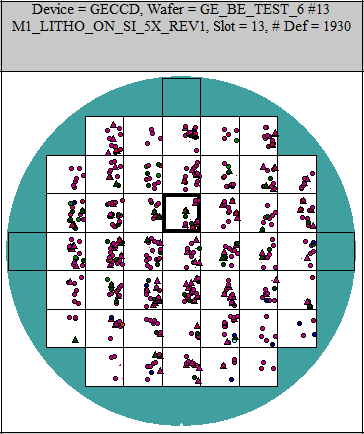 Device = GECCD, Wafer = GE_BE_TEST_6 #13
M1_LITHO_ON_SI_5X_REV1, Slot = 13, # Def = 1930